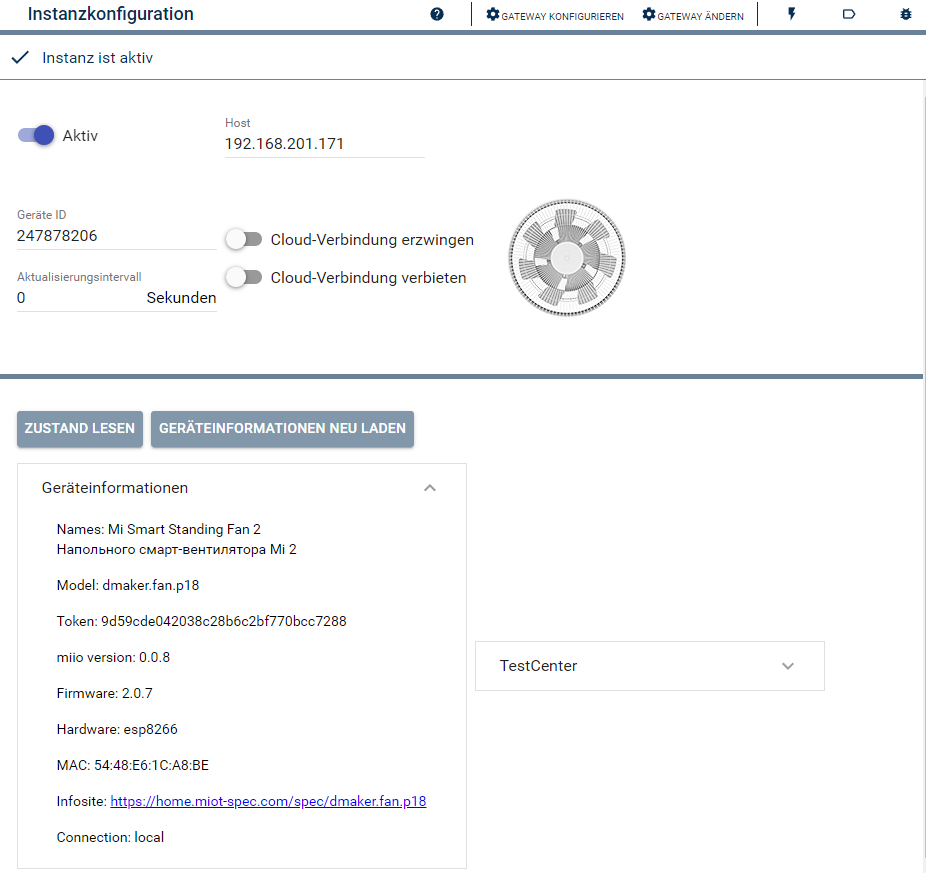 Instanzkonfiguration
GATEWAY KONFIGURIEREN
GATEWAY ÄNDERN
Instanz ist aktiv
Aktiv
Host
192.168.201.171
Geräte ID
247878206
Cloud-Verbindung erzwingen
Aktualisierungsintervall
0 Sekunden
Cloud-Verbindung verbieten
ZUSTAND LESEN
GERÄTEINFORMATIONEN NEU LADEN
Geräteinformationen
Names: Mi Smart Standing Fan 2
Напольного смарт-вентилятора Mi 2
Model: dmaker.fan.p18
Token: 9d59cde042038c28b6c2bf770bcc7288
miio version: 0.0.8
TestCenter
Firmware: 2.0.7
Hardware: esp8266
MAC: 54:48:E6:1C:A8:BE
Infosite: https://home.miot-spec.com/spec/dmaker.fan.p18
Connection: local